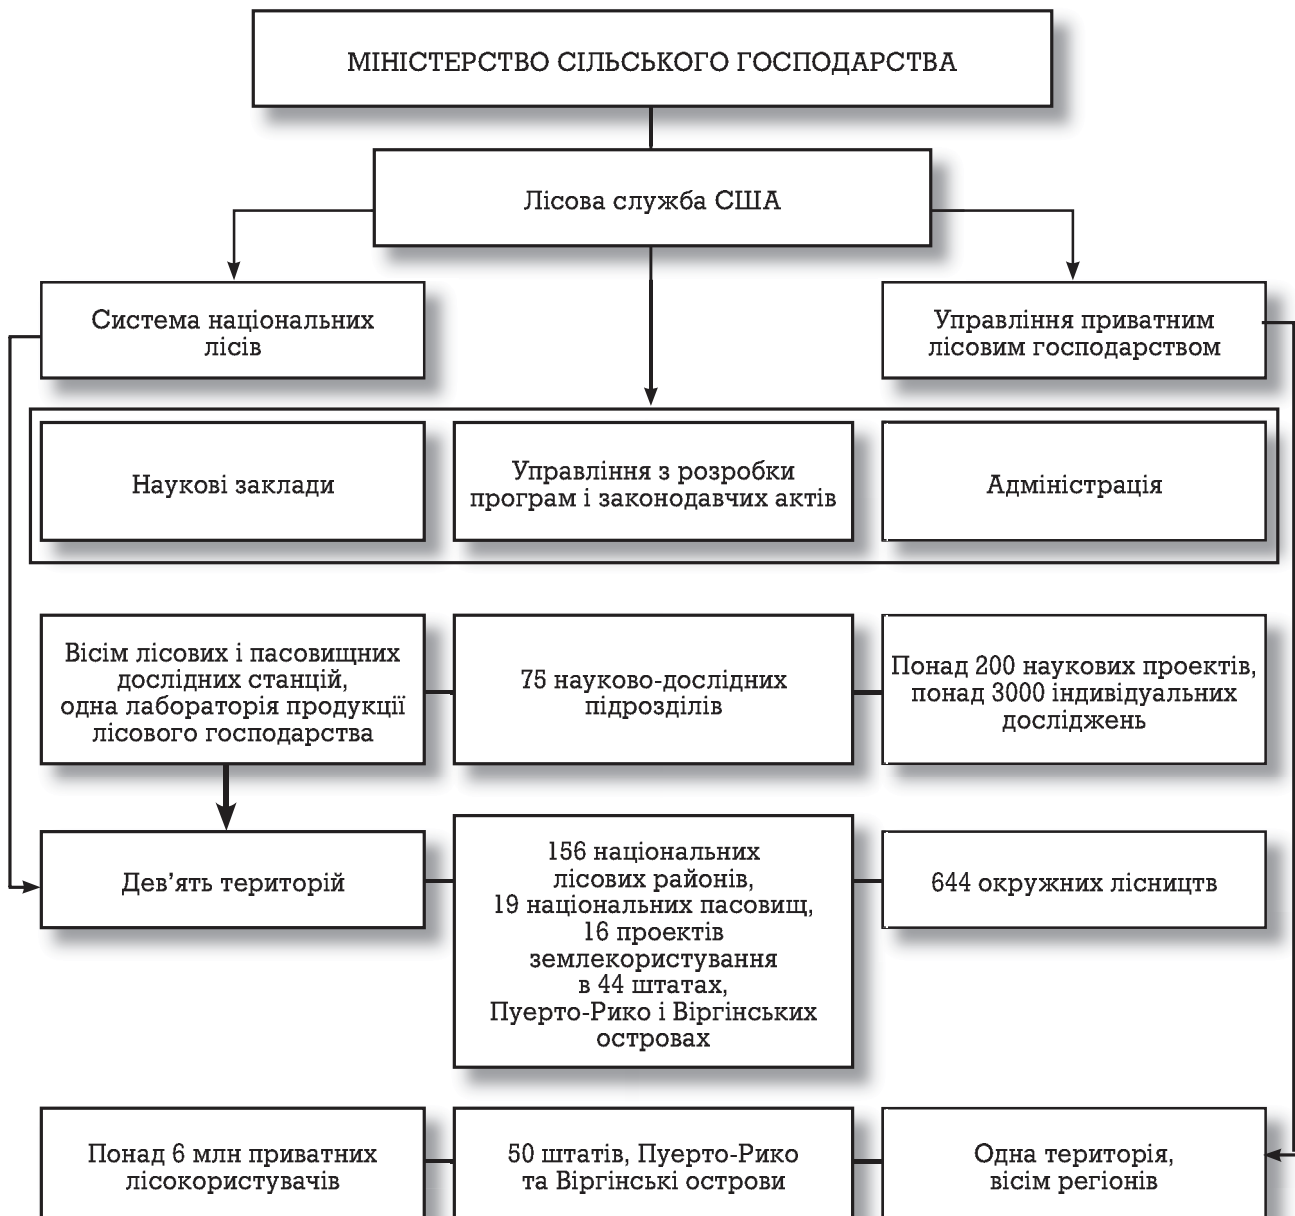 МІНІСТЕРСТВО СІЛЬСЬКОГО ГОСПОДАРСТВА
Лісова служба США
Система національних
лісів
Управління приватним
лісовим господарством
Наукові заклади
Управління з розробки
програм і законодавчих актів
Адміністрація
Вісім лісових і пасовищних
дослідних станцій,
одна лабораторія продукції
лісового господарства
75 науково-дослідних
підрозділів
Понад 200 наукових проектів,
понад 3000 індивідуальних
досліджень
Дев’ять територій
156 національних
лісових районів,
19 національних пасовищ,
16 проектів
землекористування
в 44 штатах,
Пуерто-Рико і Віргінських
островах
644 окружних лісництв
Понад 6 млн приватних
лісокористувачів
50 штатів, Пуерто-Рико
та Віргінські острови
Одна територія,
вісім регіонів